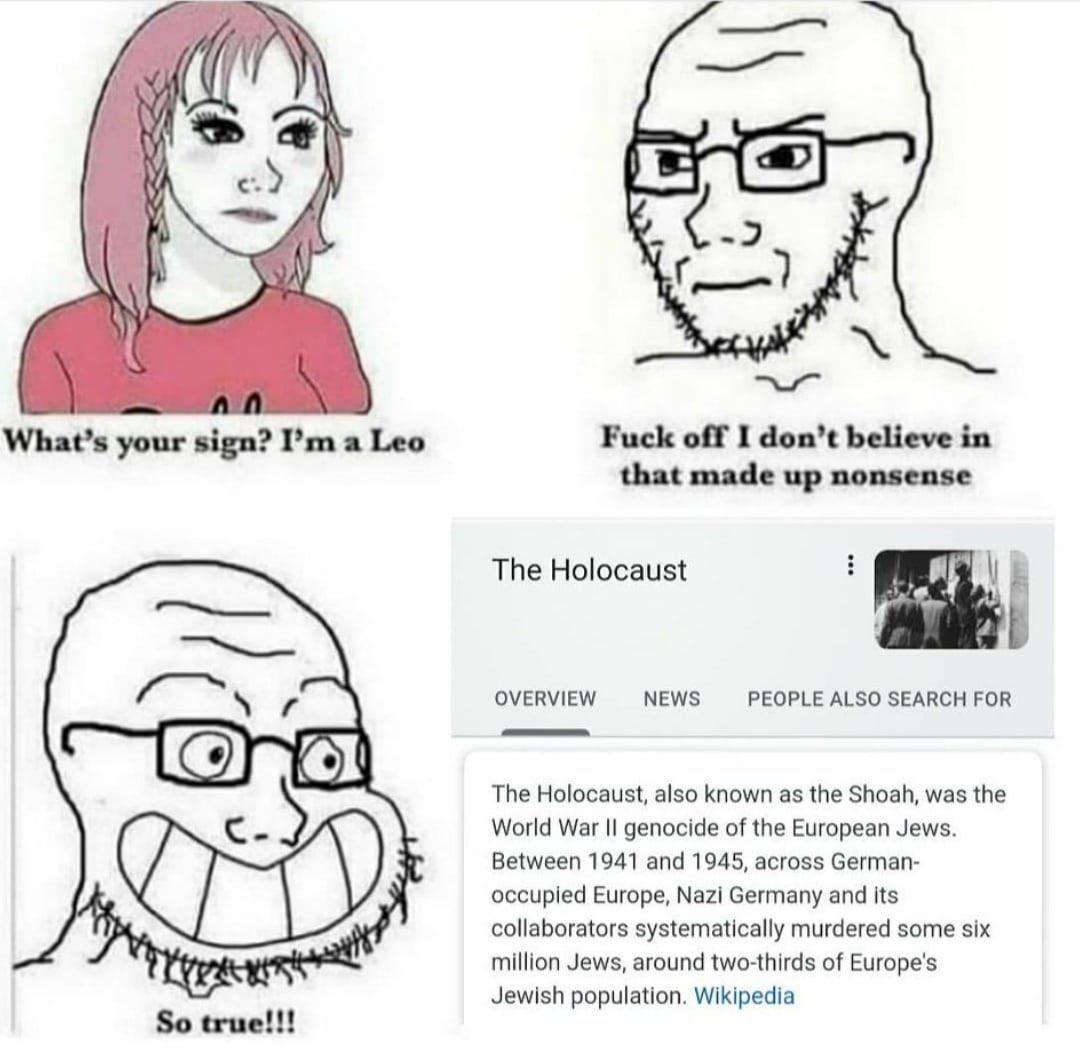 What's your sign? I'm a Leo
Fuck off I don't believe in
that made up nonsense
So true!!!
The Holocaust
OVERVIEW NEWS PEOPLE ALSO SEARCH FOR
The Holocaust, also known as the Shoah, was the
World War II genocide of the European Jews.
Between 1941 and 1945, across German-
occupied Europe, Nazi Germany and its
collaborators systematically murdered some six
million Jews, around two-thirds of Europe's
Jewish population. Wikipedia